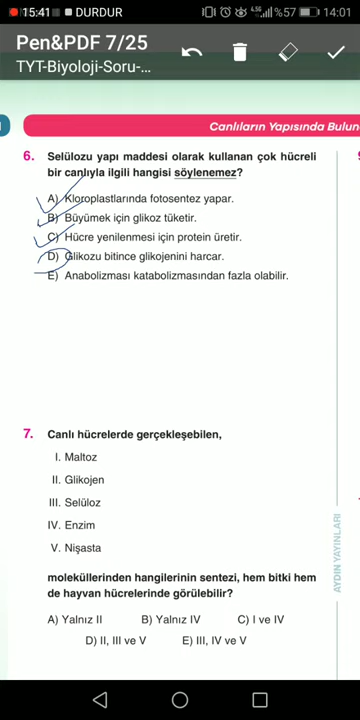 15:41 DURDUR
4.5G %57 14:01
Pen&PDF 7/25
TYT-Biyoloji-Soru-...
Canlıların Yapısında Bulun
6. Selülozu yapı maddesi olarak kullanan çok hücreli
bir canlıyla ilgili hangisi söylenemez?
A) Kloroplastlarında fotosentez yapar.
B) Büyümek için glikoz tüketir.
C) Hücre yenilenmesi için protein üretir.
D) Glikozu bitince glikojenini harcar.
E) Anabolizması katabolizmasından fazla olabilir.
7. Canlı hücrelerde gerçekleşebilen,
I. Maltoz
II. Glikojen
III. Selüloz
IV. Enzim
V. Nişasta
moleküllerinden hangilerinin sentezi, hem bitki hem
de hayvan hücrelerinde görülebilir?
A) Yalnız II B) Yalnız IV C) I ve IV
D) II, III ve V E) III, IV ve V
AYDIN YAYINLARI